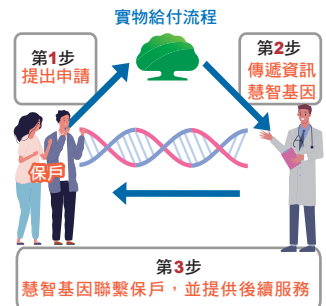 實物給付流程
第1步
提出申請
第2步
傳遞資訊
慧智基因
保戶
第3步
慧智基因聯繫保戶，並提供後續服務